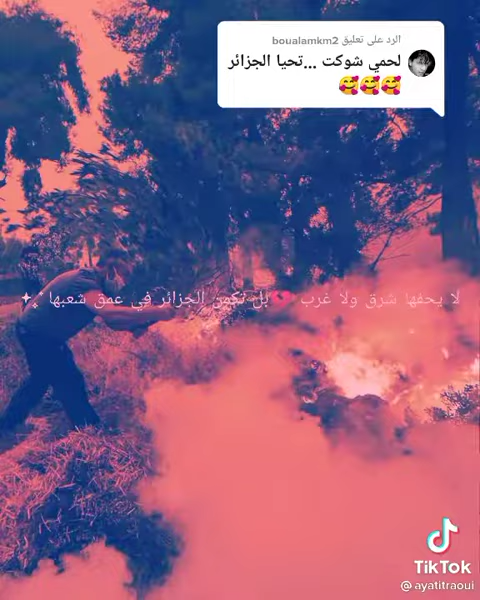 الرد على تعليق boualamkm2
لحمي شوكت ...تحيا الجزائر
🥰🥰🥰
لا يحفها شرق ولا غرب 🫀بل تكون الجزائر في عمق شعبها ✨
TikTok
@ayatitraoui